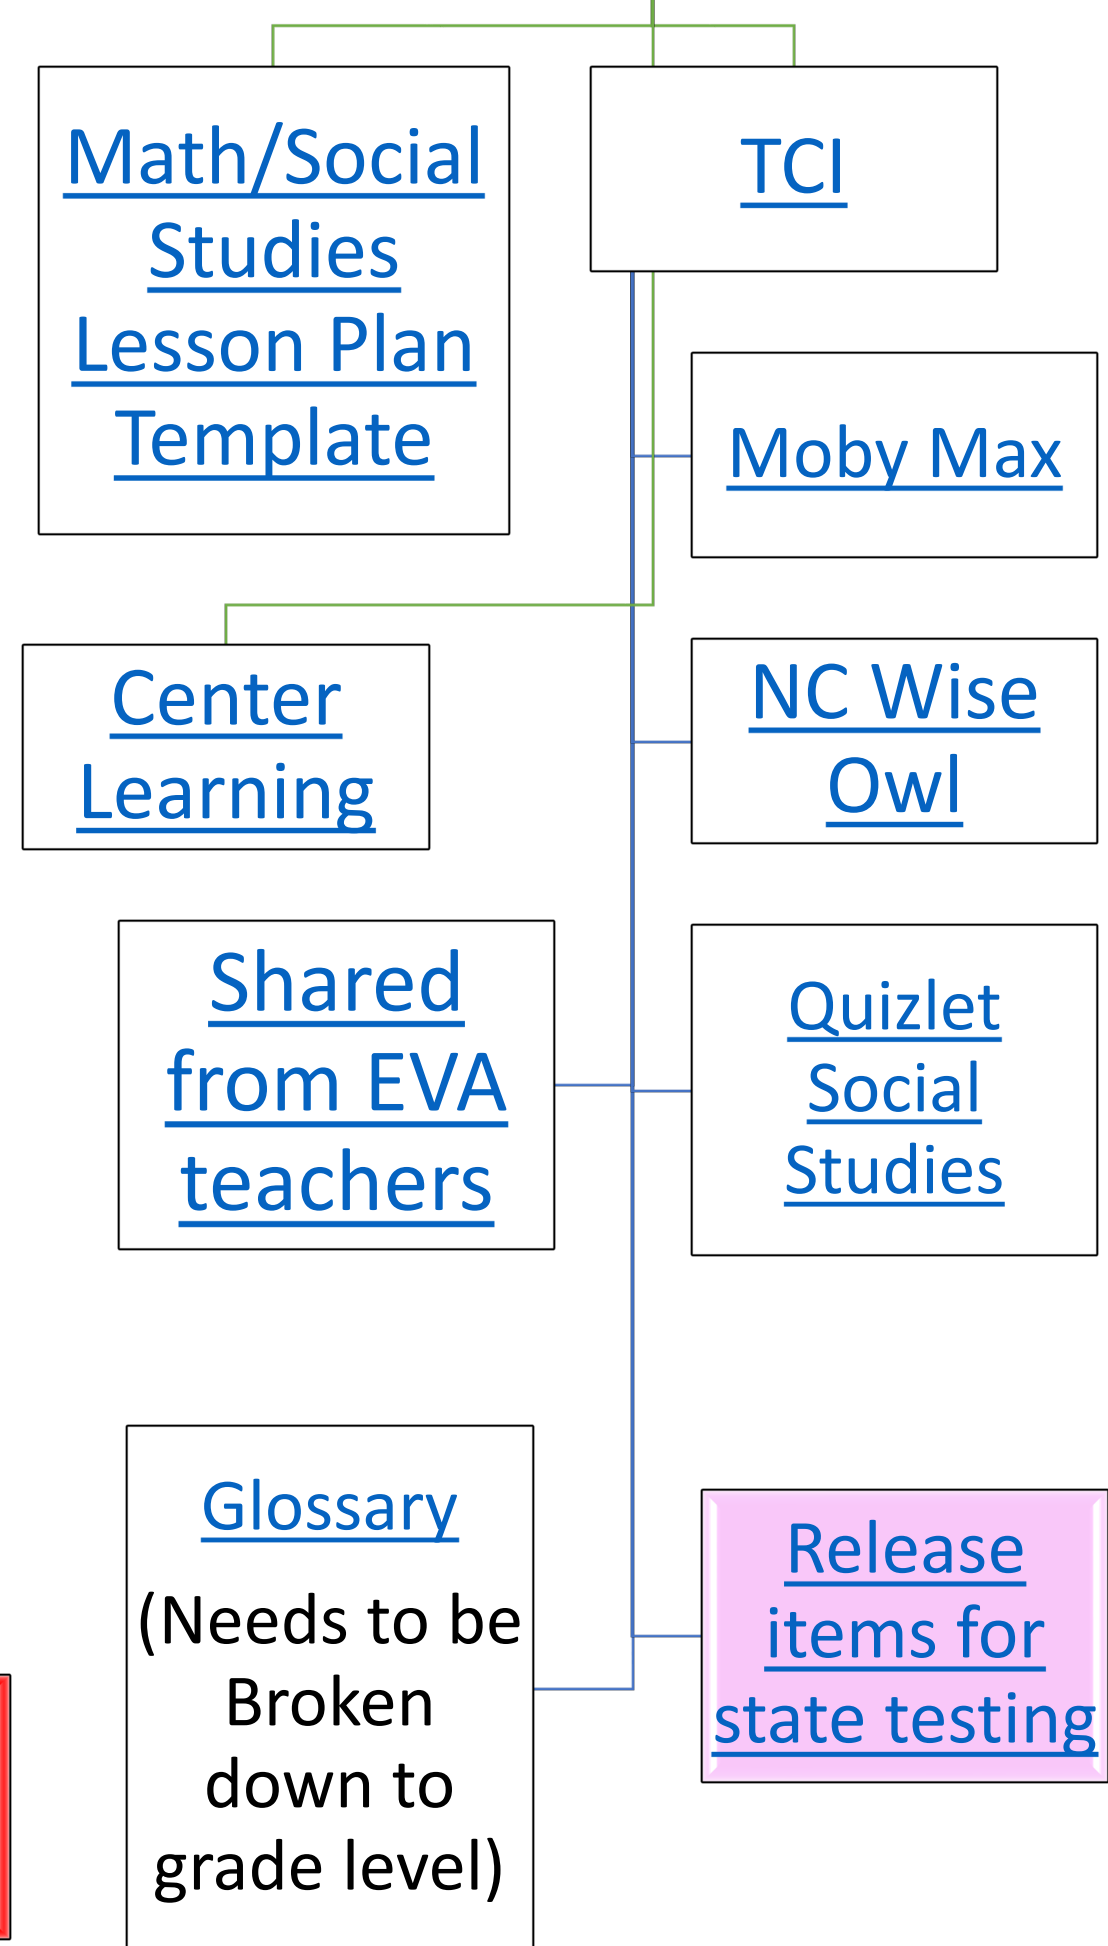 Math/Social
Studies
Lesson Plan
Template
TCI
Moby Max
Center
Learning
NC Wise
Owl
Shared
from EVA
teachers
Quizlet
Social
Studies
Glossary
(Needs to be
Broken
down to
grade level)
Release
items for
state testing